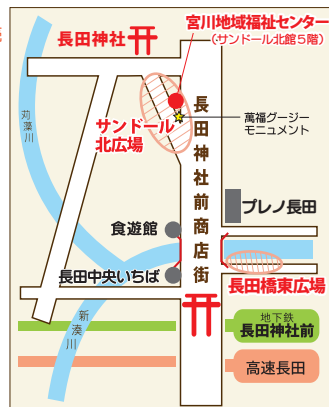 宮川地域福祉センター
(サンドール北館5階)
長田神社
苅藻川
サンドール
北広場
長田神社前商店街
萬福グージー
モニュメント
プレノ長田
食遊館
長田中央いちば
長田橋東広場
新湊川
地下鉄
長田神社前
高速長田